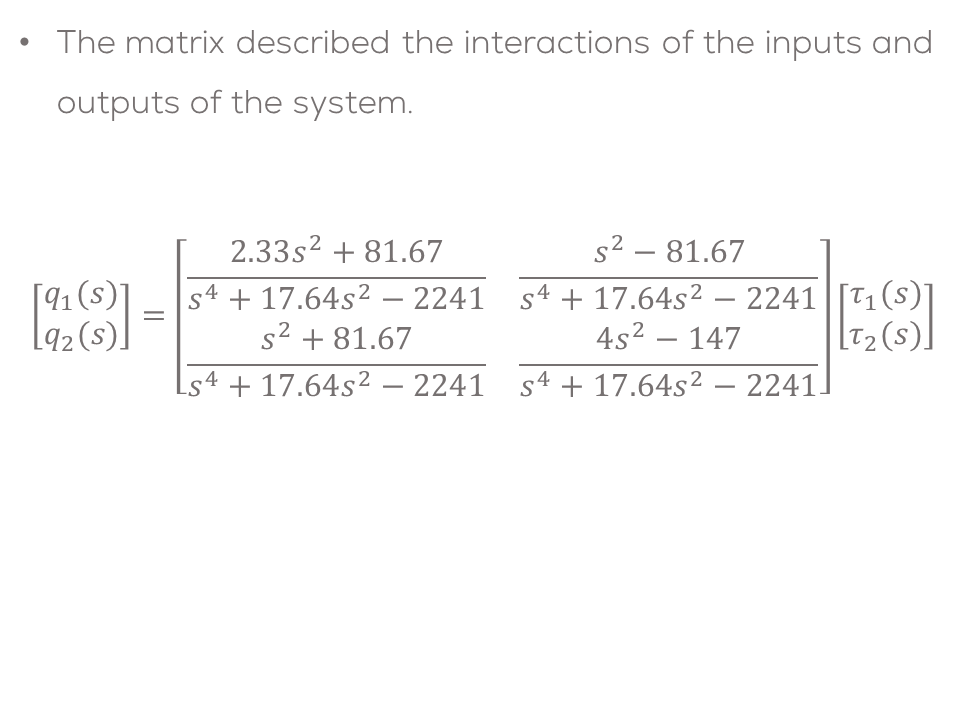 • The matrix described the interactions of the inputs and
outputs of the system.
[q₁(s)
q₂(s)] = [(2.33s² + 81.67)/(s⁴ + 17.64s² − 2241) (s² − 81.67)/(s⁴ + 17.64s² − 2241)
(s² + 81.67)/(s⁴ + 17.64s² − 2241) (4s² − 147)/(s⁴ + 17.64s² − 2241)] [τ₁(s)
τ₂(s)]